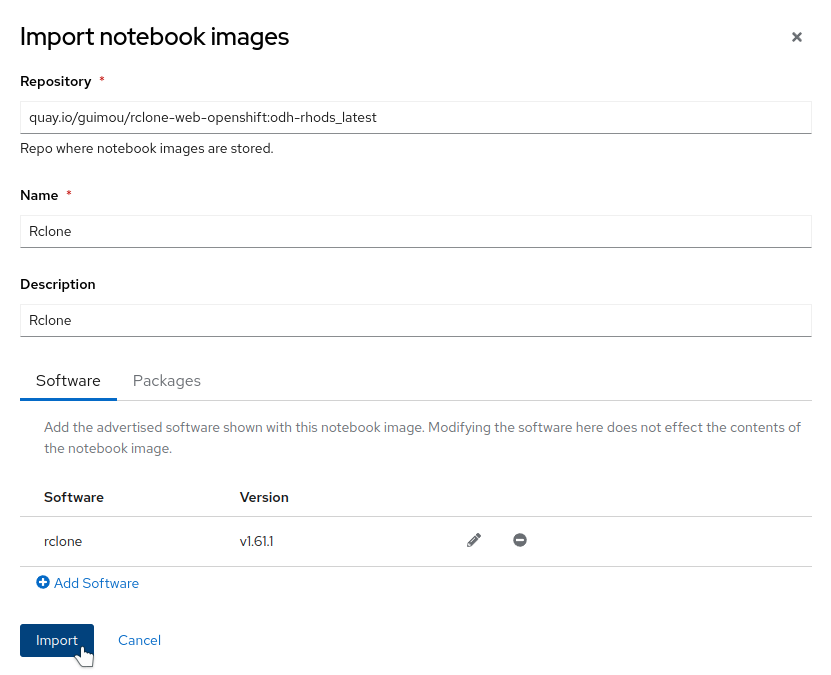 Import notebook images
Repository *
quay.io/guimou/rclone-web-openshift:odh-rhods_latest
Repo where notebook images are stored.
Name *
Rclone
Description
Rclone
Software Packages
Add the advertised software shown with this notebook image. Modifying the software here does not effect the contents of
the notebook image.
Software Version
rclone v1.61.1
Add Software
Import Cancel